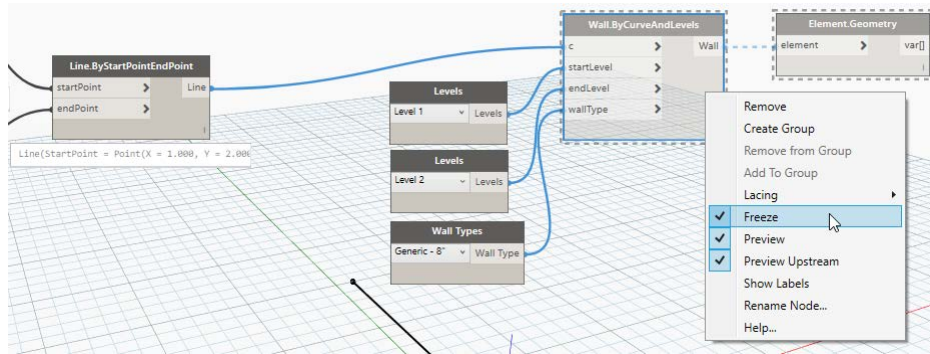 Line.ByStartPointEndPoint
startPoint > Line
endPoint >
Line(StartPoint = Point(X = 1.000, Y = 2.000
Levels
Level 1 Levels
Levels
Level 2 Levels
Wall Types
Generic - 8" Wall Type
Wall.ByCurveAndLevels
c > Wall
startLevel >
endLevel >
wallType >
Element.Geometry
element > var[]
Remove
Create Group
Remove from Group
Add To Group
Lacing
Freeze
Preview
Preview Upstream
Show Labels
Rename Node...
Help...